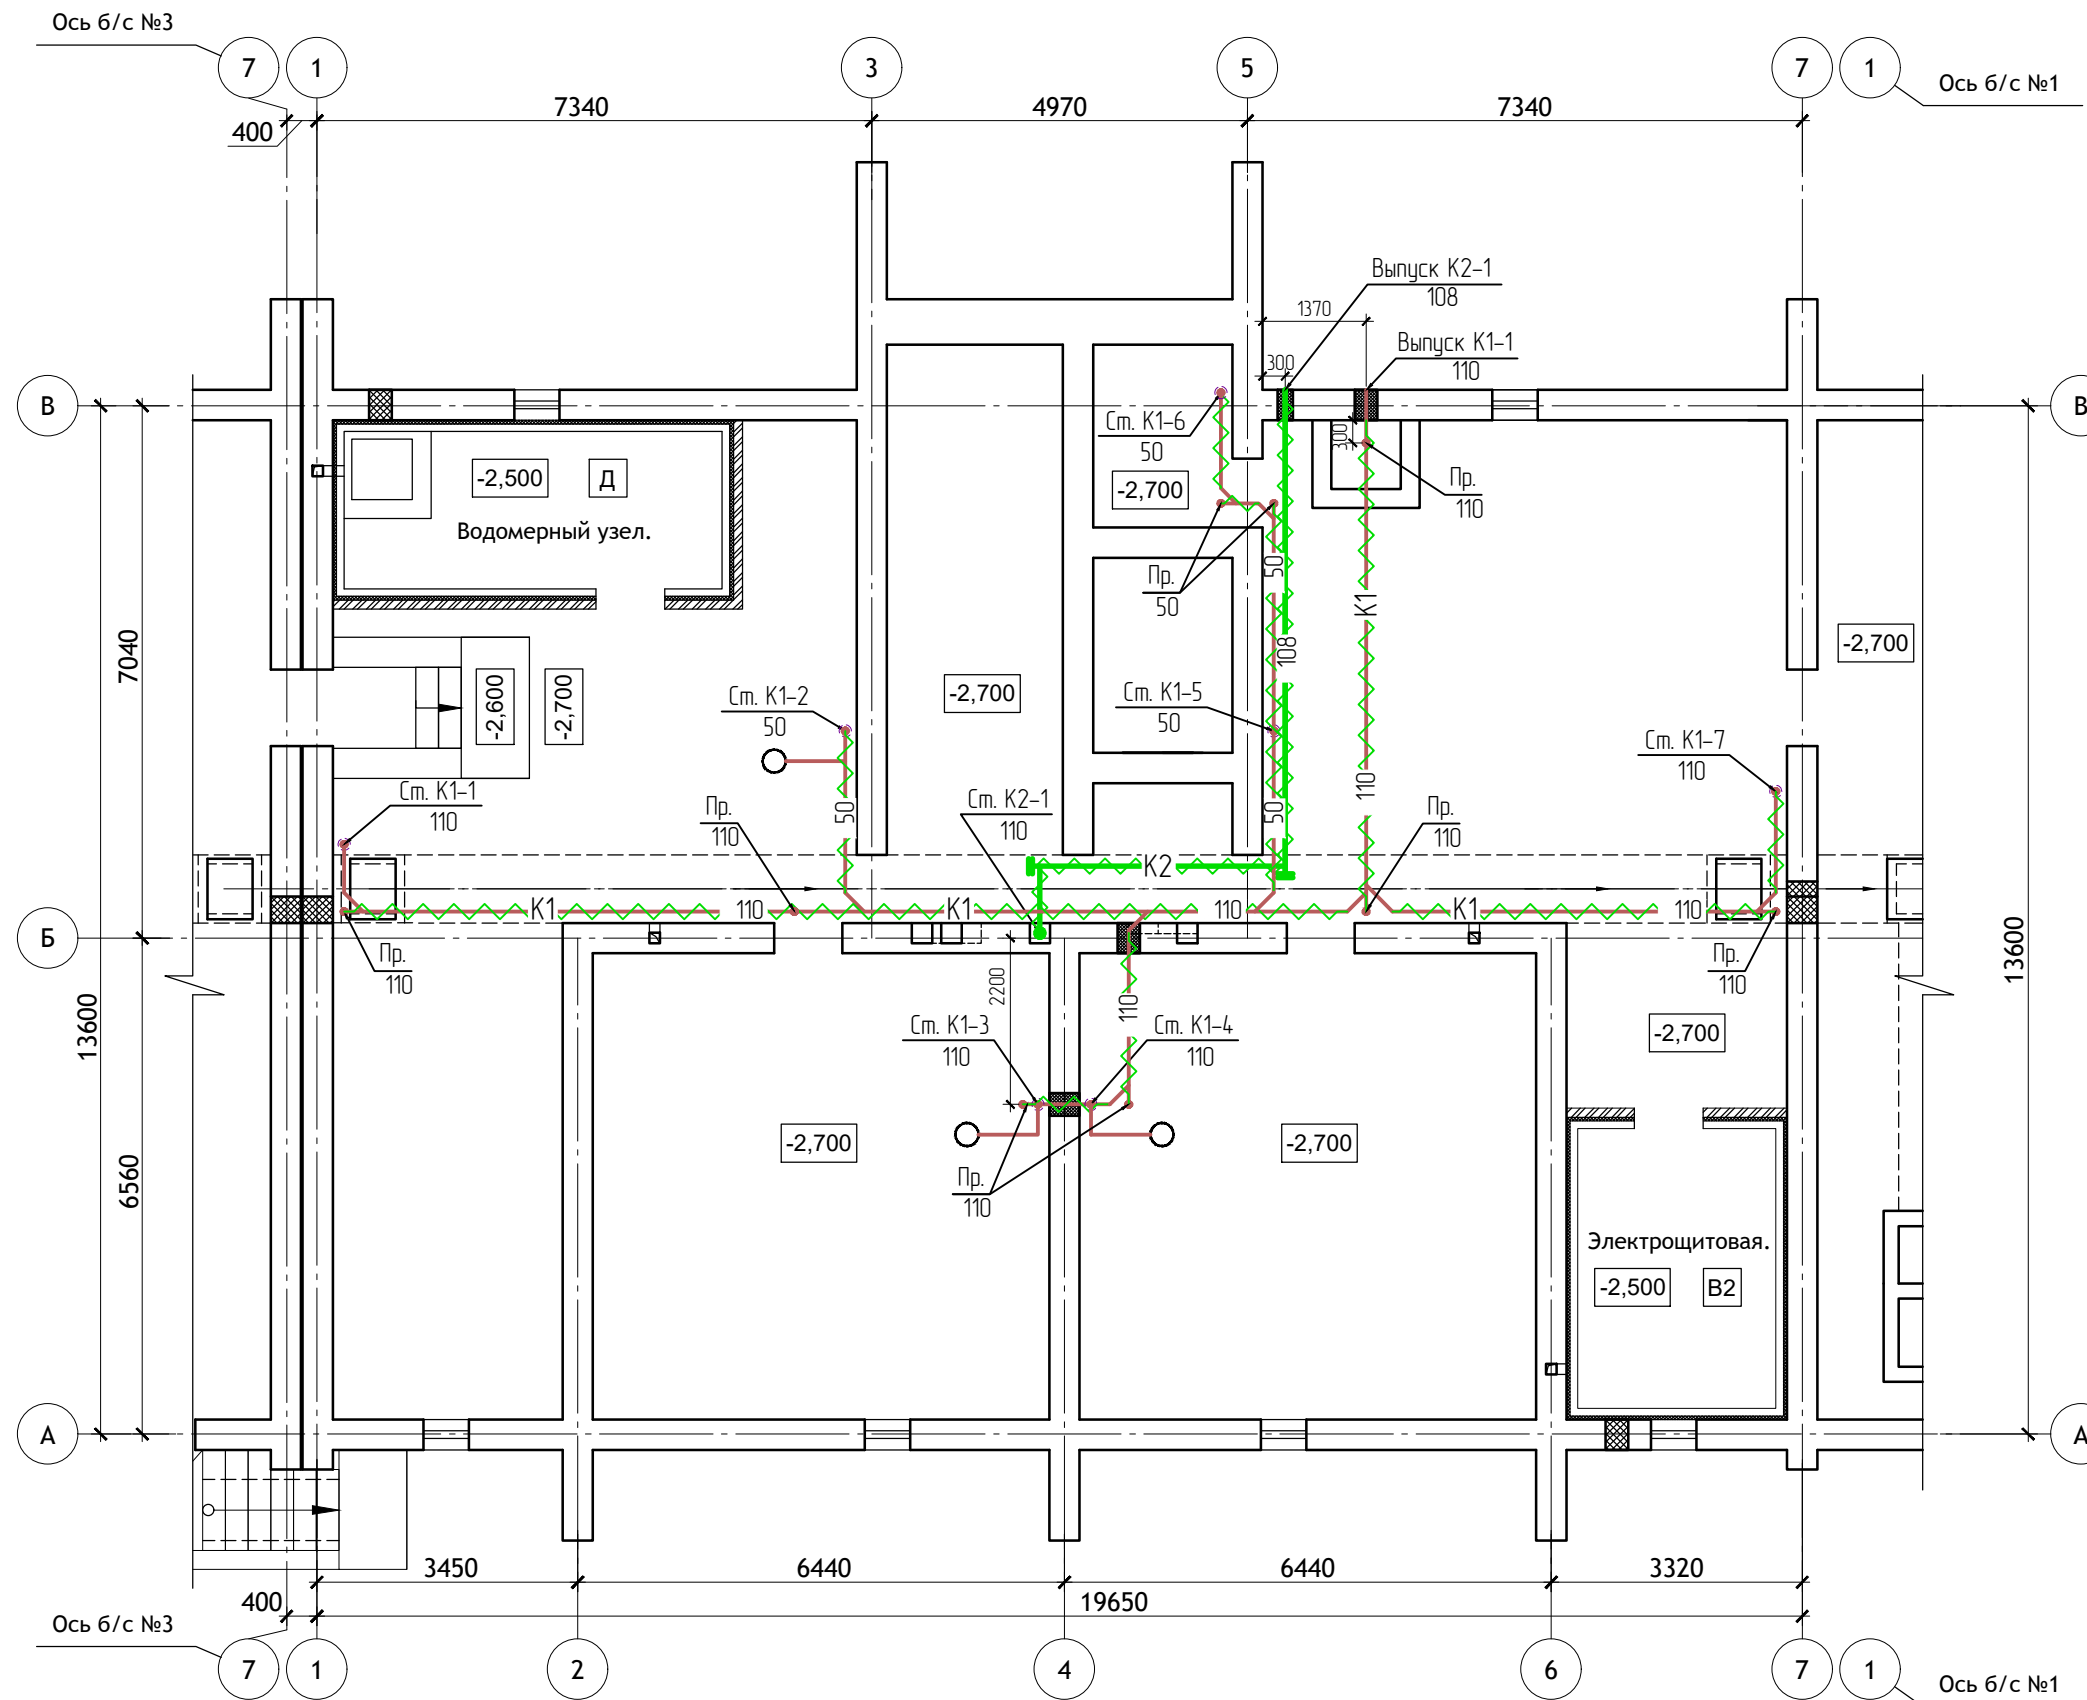 Ось б/с №3
7
1
3
5
7
1
Ось б/с №1
7340
4970
7340
400
Выпуск К2-1
108
1370
Выпуск К1-1
110
300
В
В
Ст. К1-6
50
300
-2,500
Д
-2,700
Пр.
110
Водомерный узел.
50
Пр.
50
К1
7040
108
-2,700
-2,600
-2,700
-2,700
Ст. К1-2
50
Ст. К1-5
50
Ст. К1-7
110
Ст. К1-1
110
Пр.
110
50
Ст. К2-1
110
50
110
Пр.
110
К2
К1
110
К1
110
К1
110
Б
Пр.
110
Пр.
110
2200
110
13600
13600
Ст. К1-3
110
Ст. К1-4
110
-2,700
-2,700
-2,700
6560
Пр.
110
Электрощитовая.
-2,500
В2
А
А
3450
6440
6440
3320
400
19650
Ось б/с №3
7
1
2
4
6
7
1
Ось б/с №1